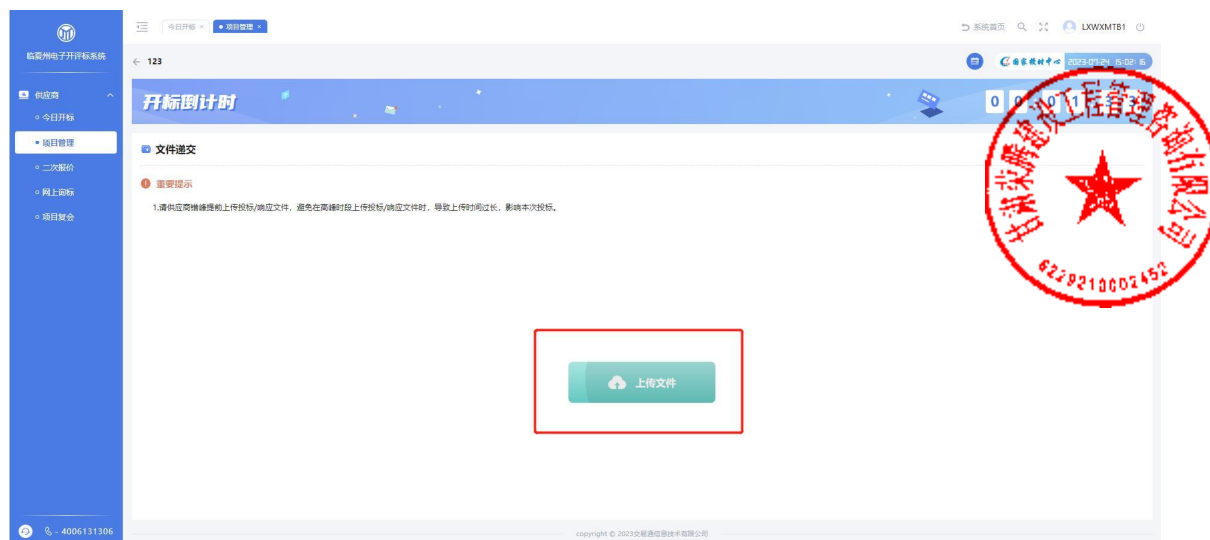 临夏州电子开评标系统
供应商
今日开标
项目管理
二次报价
网上询标
项目复会
4006131306
今日开标 ×
项目管理 ×
系统首页
LXWXMTB1
← 123
国家授时中心 2023-09-24 15:02:16
开标倒计时
文件递交
重要提示
1.请供应商错峰提前上传投标/响应文件，避免在高峰时段上传投标/响应文件时，导致上传时间过长，影响本次投标。
上传文件
6229210002452
copyright © 2023交易通信息技术有限公司